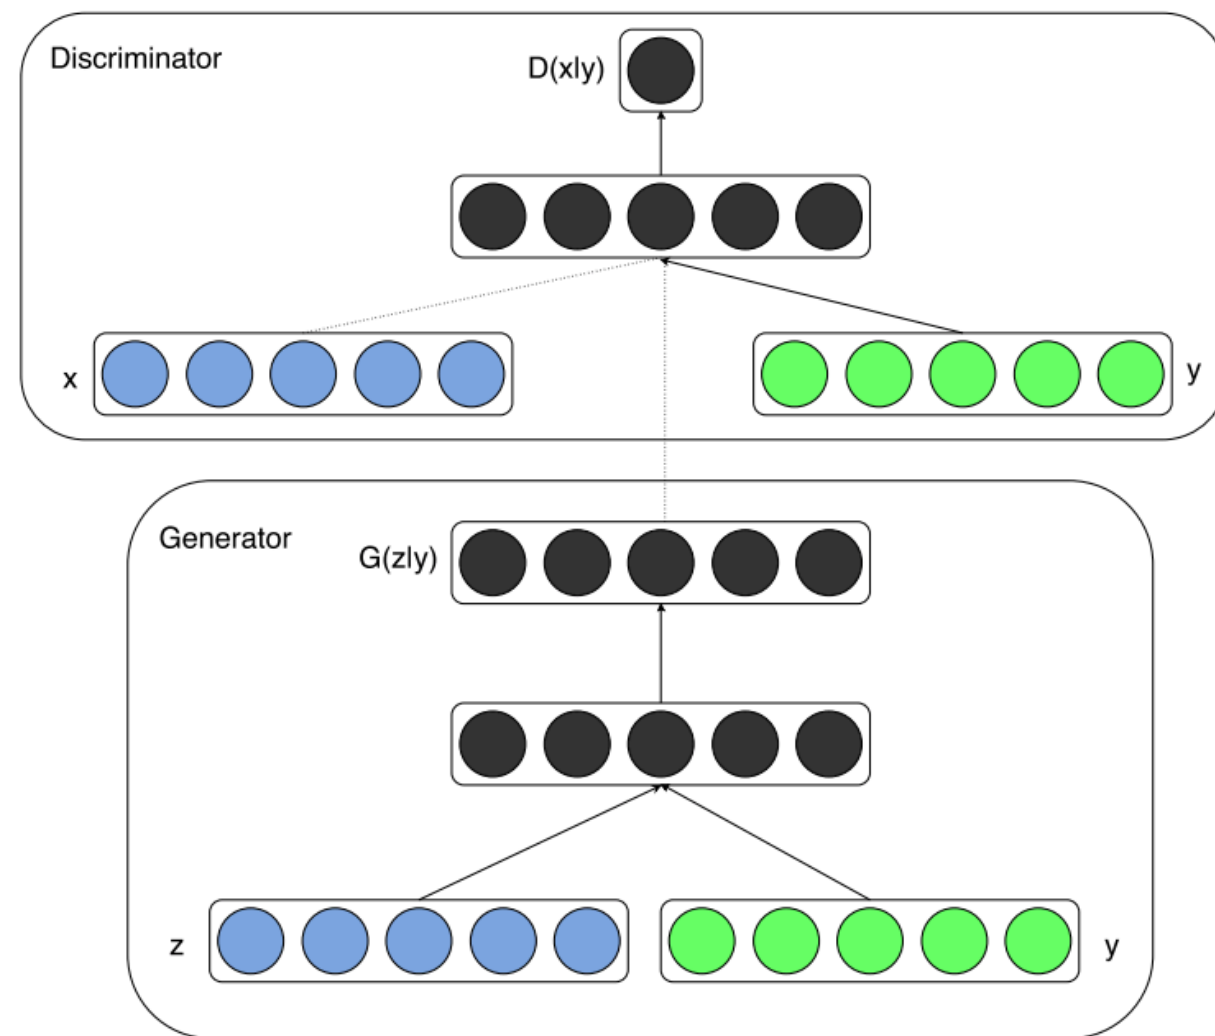 Discriminator
D(x|y)
x
y
Generator
G(z|y)
z
y